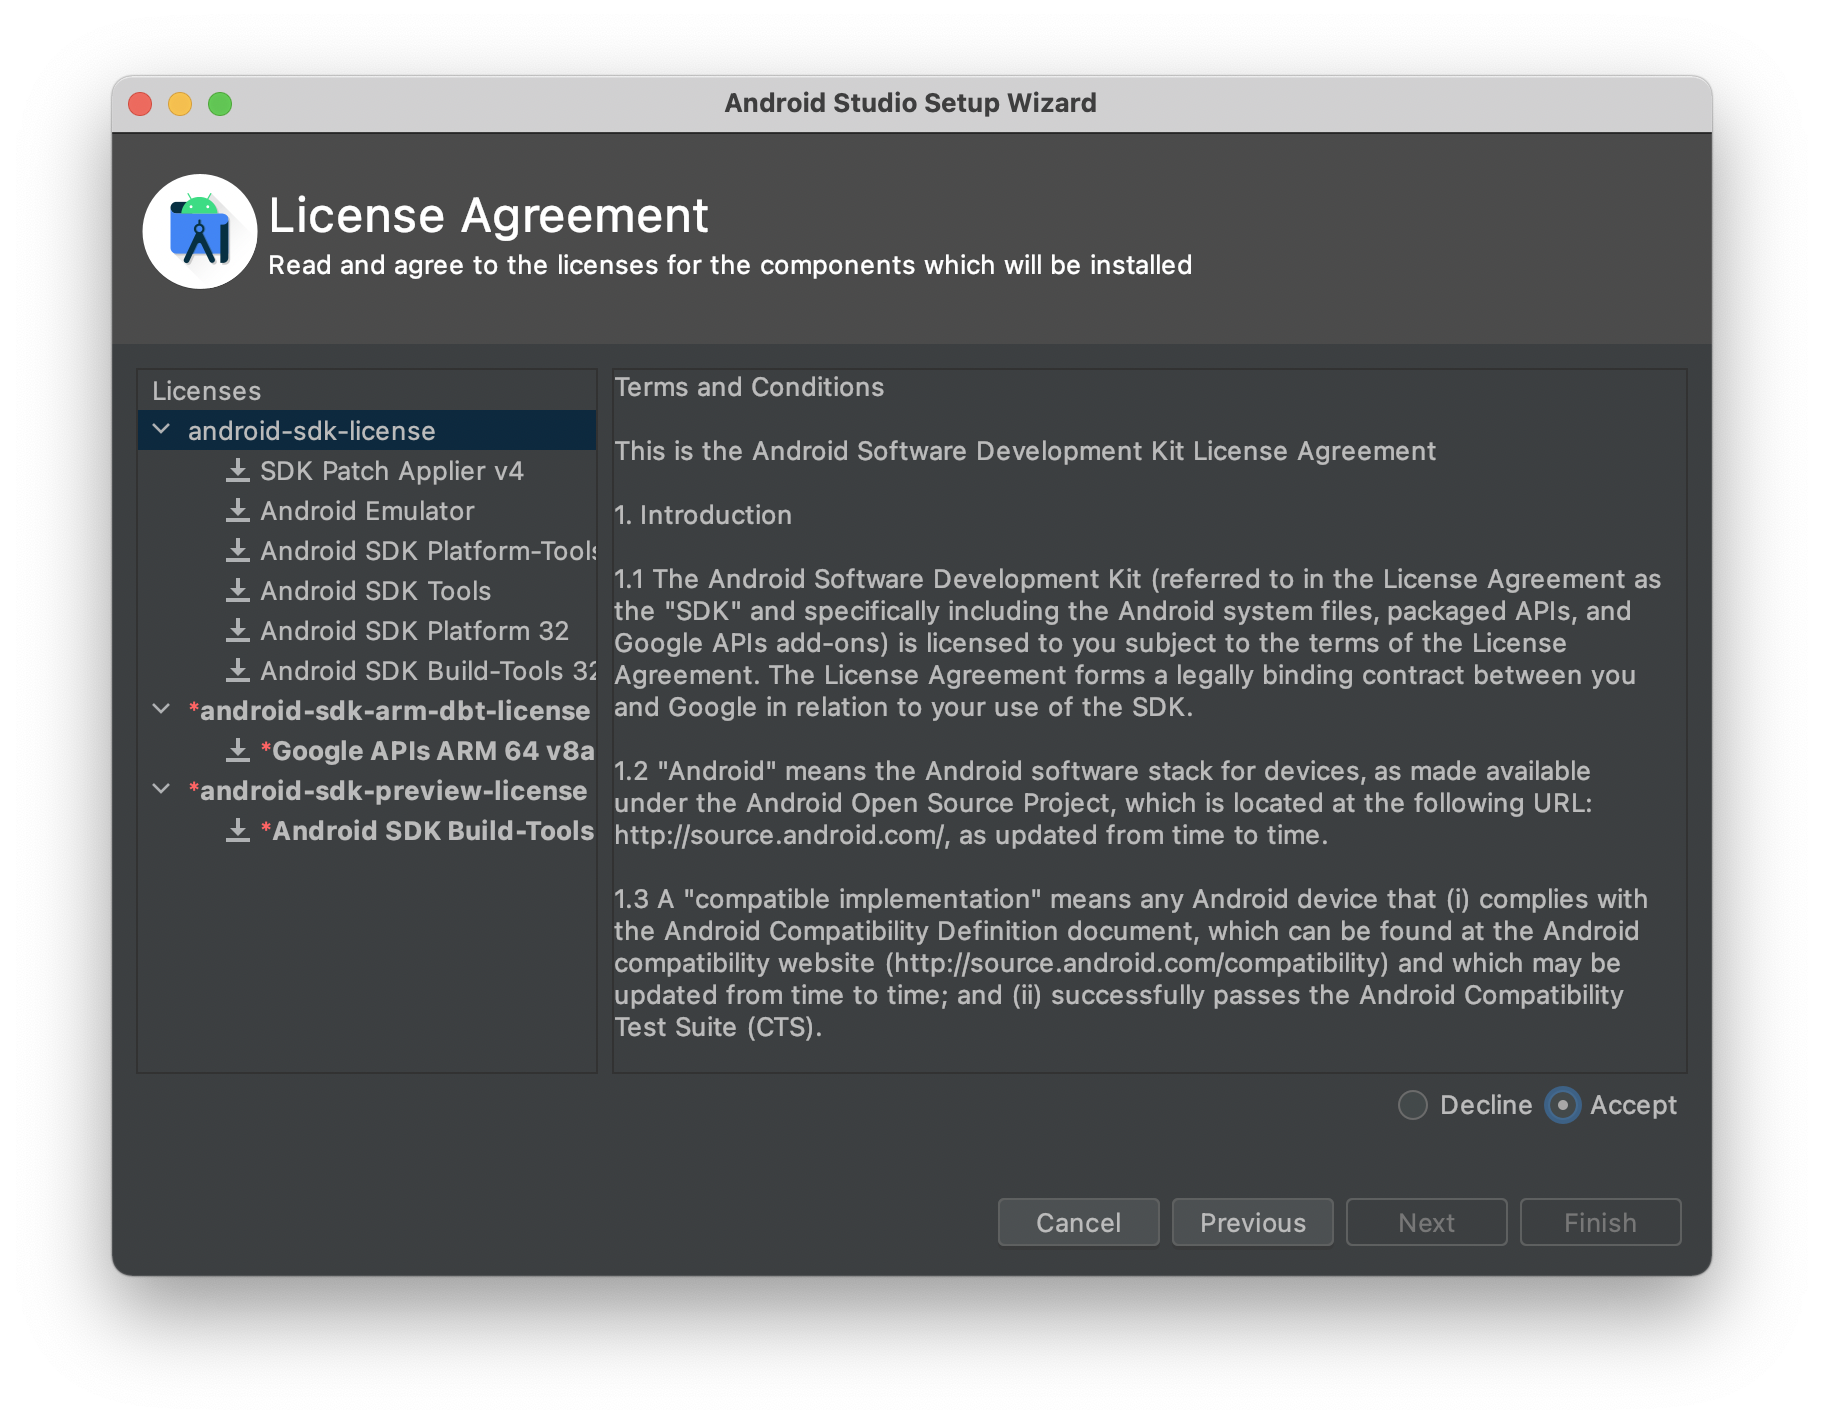 Android Studio Setup Wizard
License Agreement
Read and agree to the licenses for the components which will be installed
Licenses
android-sdk-license
SDK Patch Applier v4
Android Emulator
Android SDK Platform-Tools
Android SDK Tools
Android SDK Platform 32
Android SDK Build-Tools 32
*android-sdk-arm-dbt-license
*Google APIs ARM 64 v8a
*android-sdk-preview-license
*Android SDK Build-Tools
Terms and Conditions
This is the Android Software Development Kit License Agreement
1. Introduction
1.1 The Android Software Development Kit (referred to in the License Agreement as
the "SDK" and specifically including the Android system files, packaged APIs, and
Google APIs add-ons) is licensed to you subject to the terms of the License
Agreement. The License Agreement forms a legally binding contract between you
and Google in relation to your use of the SDK.
1.2 "Android" means the Android software stack for devices, as made available
under the Android Open Source Project, which is located at the following URL:
http://source.android.com/, as updated from time to time.
1.3 A "compatible implementation" means any Android device that (i) complies with
the Android Compatibility Definition document, which can be found at the Android
compatibility website (http://source.android.com/compatibility) and which may be
updated from time to time; and (ii) successfully passes the Android Compatibility
Test Suite (CTS).
Decline Accept
Cancel Previous Next Finish